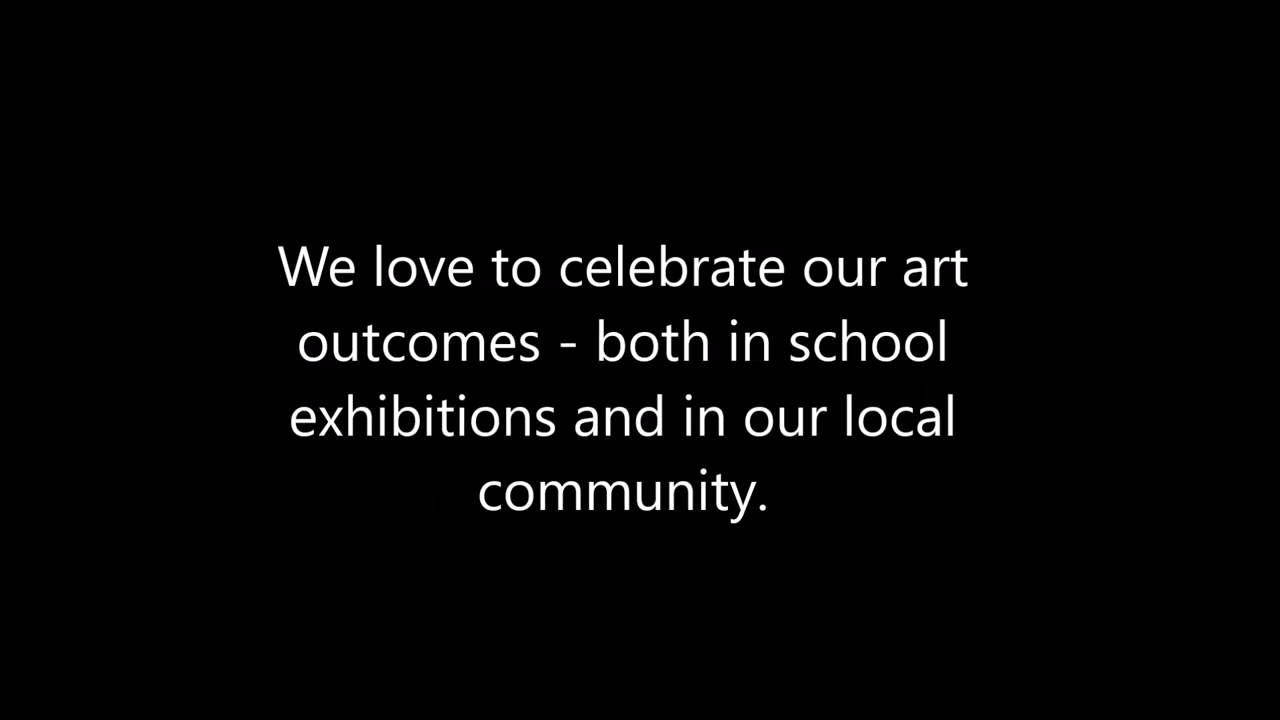 We love to celebrate our art
outcomes - both in school
exhibitions and in our local
community.